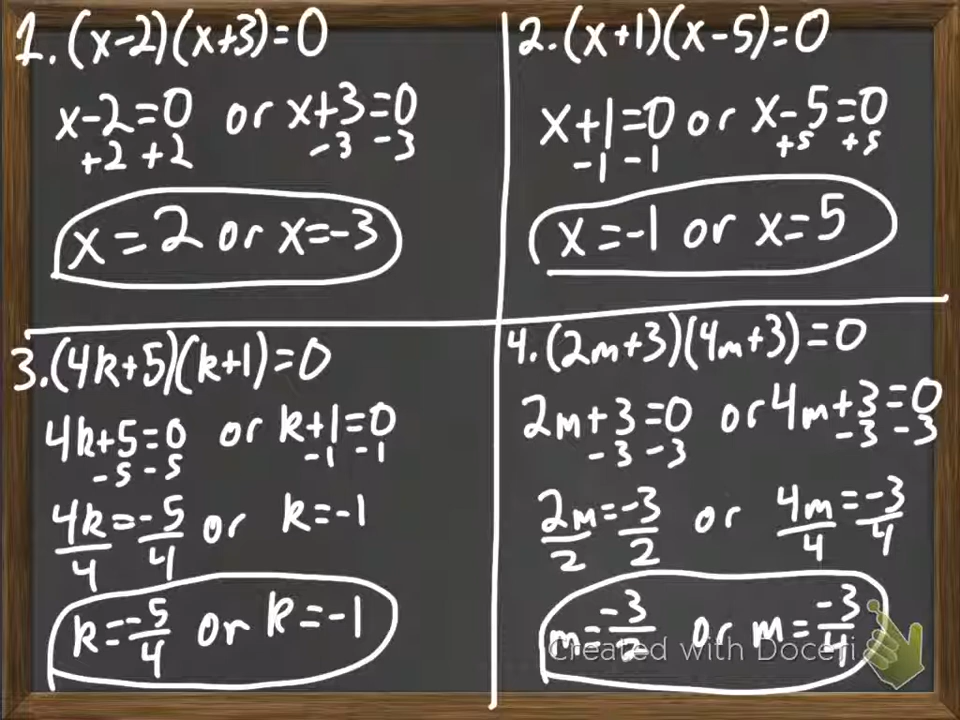 1. (x-2)(x+3)=0
x-2=0 or x+3=0
+2 +2 -3 -3
x=2 or x=-3
2. (x+1)(x-5)=0
x+1=0 or x-5=0
-1 -1 +5 +5
x=-1 or x=5
3. (4k+5)(k+1)=0
4k+5=0 or k+1=0
-5 -5 -1 -1
4k/4=-5/4 or k=-1
k=-5/4 or k=-1
4. (2m+3)(4m+3)=0
2m+3=0 or 4m+3=0
-3 -3 -3 -3
2m/2=-3/2 or 4m/4=-3/4
m=-3/2 or m=-3/4
Created with Doceri